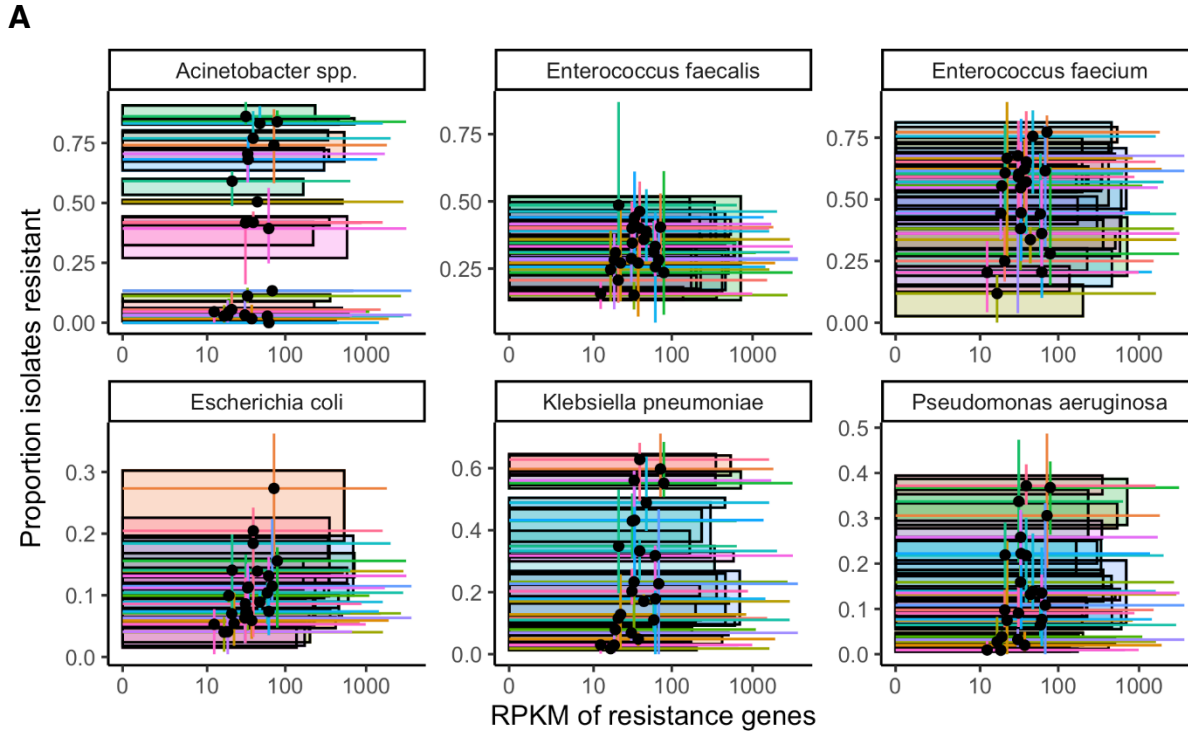 A
Acinetobacter spp. Enterococcus faecalis Enterococcus faecium
Proportion isolates resistant
0.75 0.50 0.25 0.00
0 10 100 1000
0.75 0.50 0.25
0 10 100 1000
0.75 0.50 0.25 0.00
0 10 100 1000
Escherichia coli Klebsiella pneumoniae Pseudomonas aeruginosa
0.3 0.2 0.1 0.0
0 10 100 1000
0.6 0.4 0.2 0.0
0 10 100 1000
0.5 0.4 0.3 0.2 0.1 0.0
0 10 100 1000
RPKM of resistance genes